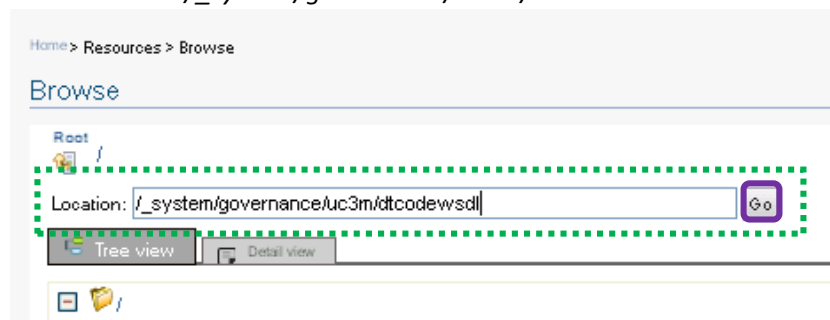 Home > Resources > Browse
Browse
Root
/
Location: /_system/governance/uc3m/dtcodewsdl Go
Tree view Detail view
/